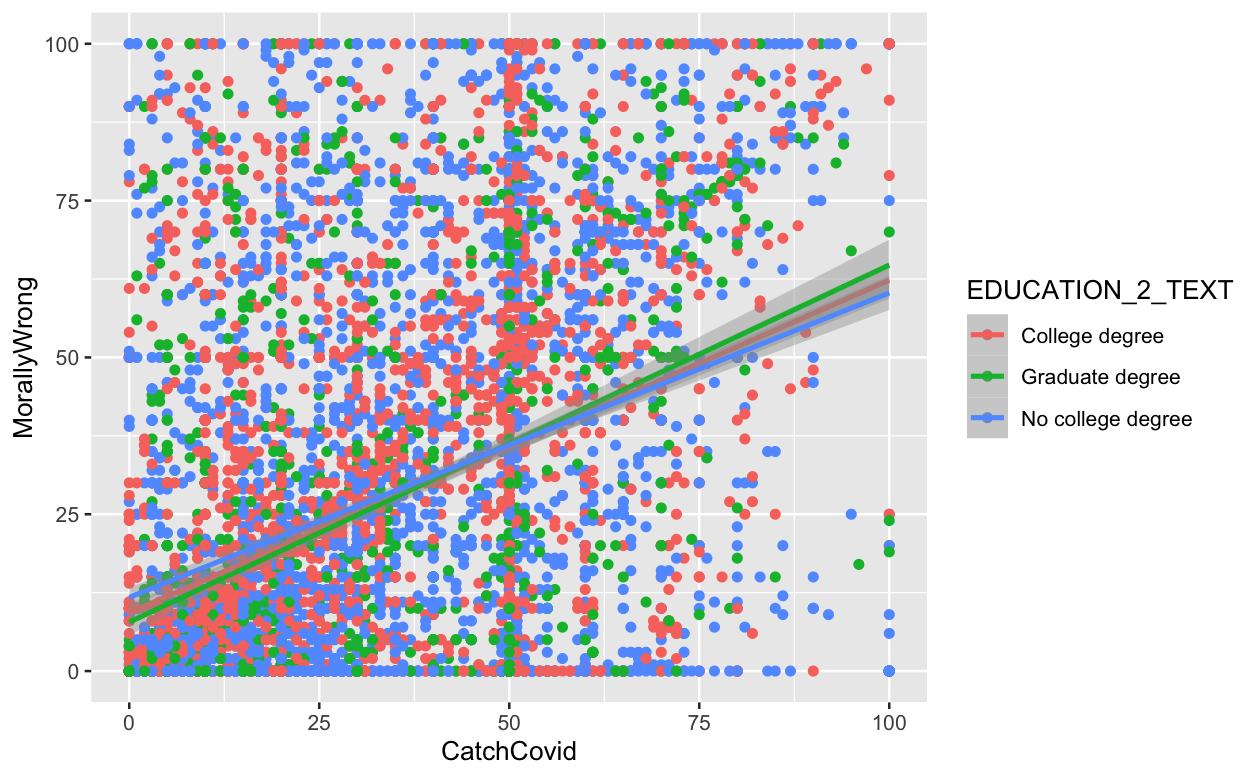 100
75
50
25
0
MorallyWrong
0
25
50
75
100
CatchCovid
EDUCATION_2_TEXT
College degree
Graduate degree
No college degree